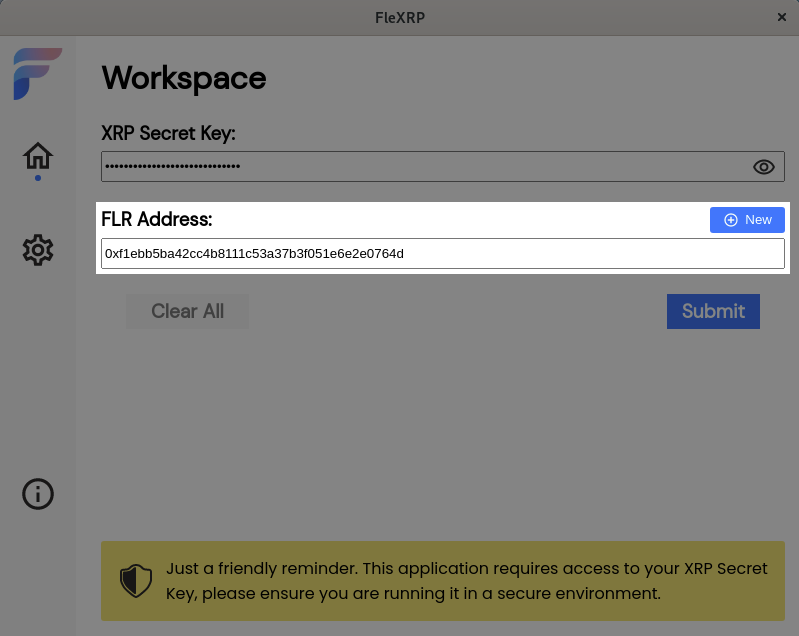 FleXRP
Workspace
XRP Secret Key:
•••••••••••••••••••••••••••••
FLR Address:
New
0xf1ebb5ba42cc4b8111c53a37b3f051e6e2e0764d
Clear All
Submit
Just a friendly reminder. This application requires access to your XRP Secret
Key, please ensure you are running it in a secure environment.